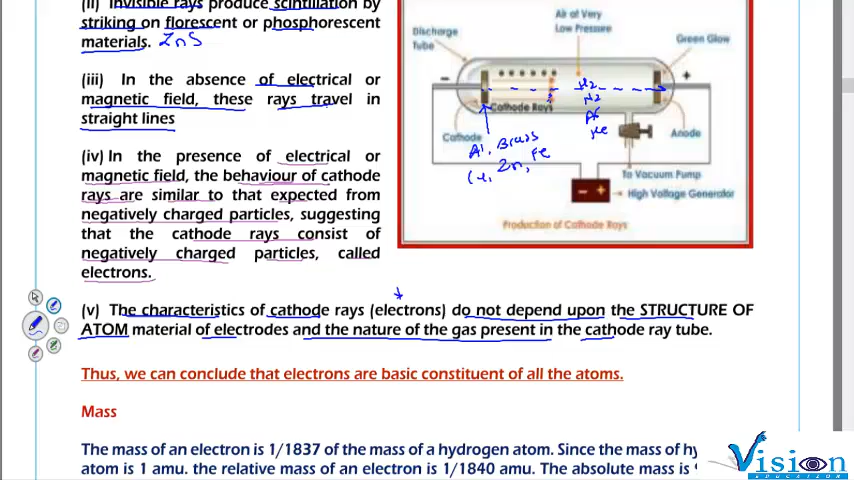 (ii) Invisible rays produce scintillation by
striking on florescent or phosphorescent
materials. ZnS
(iii) In the absence of electrical or
magnetic field, these rays travel in
straight lines
(iv) In the presence of electrical or
magnetic field, the behaviour of cathode
rays are similar to that expected from
negatively charged particles, suggesting
that the cathode rays consist of
negatively charged particles, called
electrons.
Air at Very
Low Pressure
Discharge
Tube
Green Glow
−
+
H2
N2
Cathode Rays
Cathode
Anode
Al, Brass
Zn, Fe
To Vacuum Pump
− +
High Voltage Generator
Production of Cathode Rays
(v) The characteristics of cathode rays (electrons) do not depend upon the STRUCTURE OF
ATOM material of electrodes and the nature of the gas present in the cathode ray tube.
Thus, we can conclude that electrons are basic constituent of all the atoms.
Mass
The mass of an electron is 1/1837 of the mass of a hydrogen atom. Since the mass of
atom is 1 amu. the relative mass of an electron is 1/1840 amu. The absolute mass is
Vision
EDUCATION